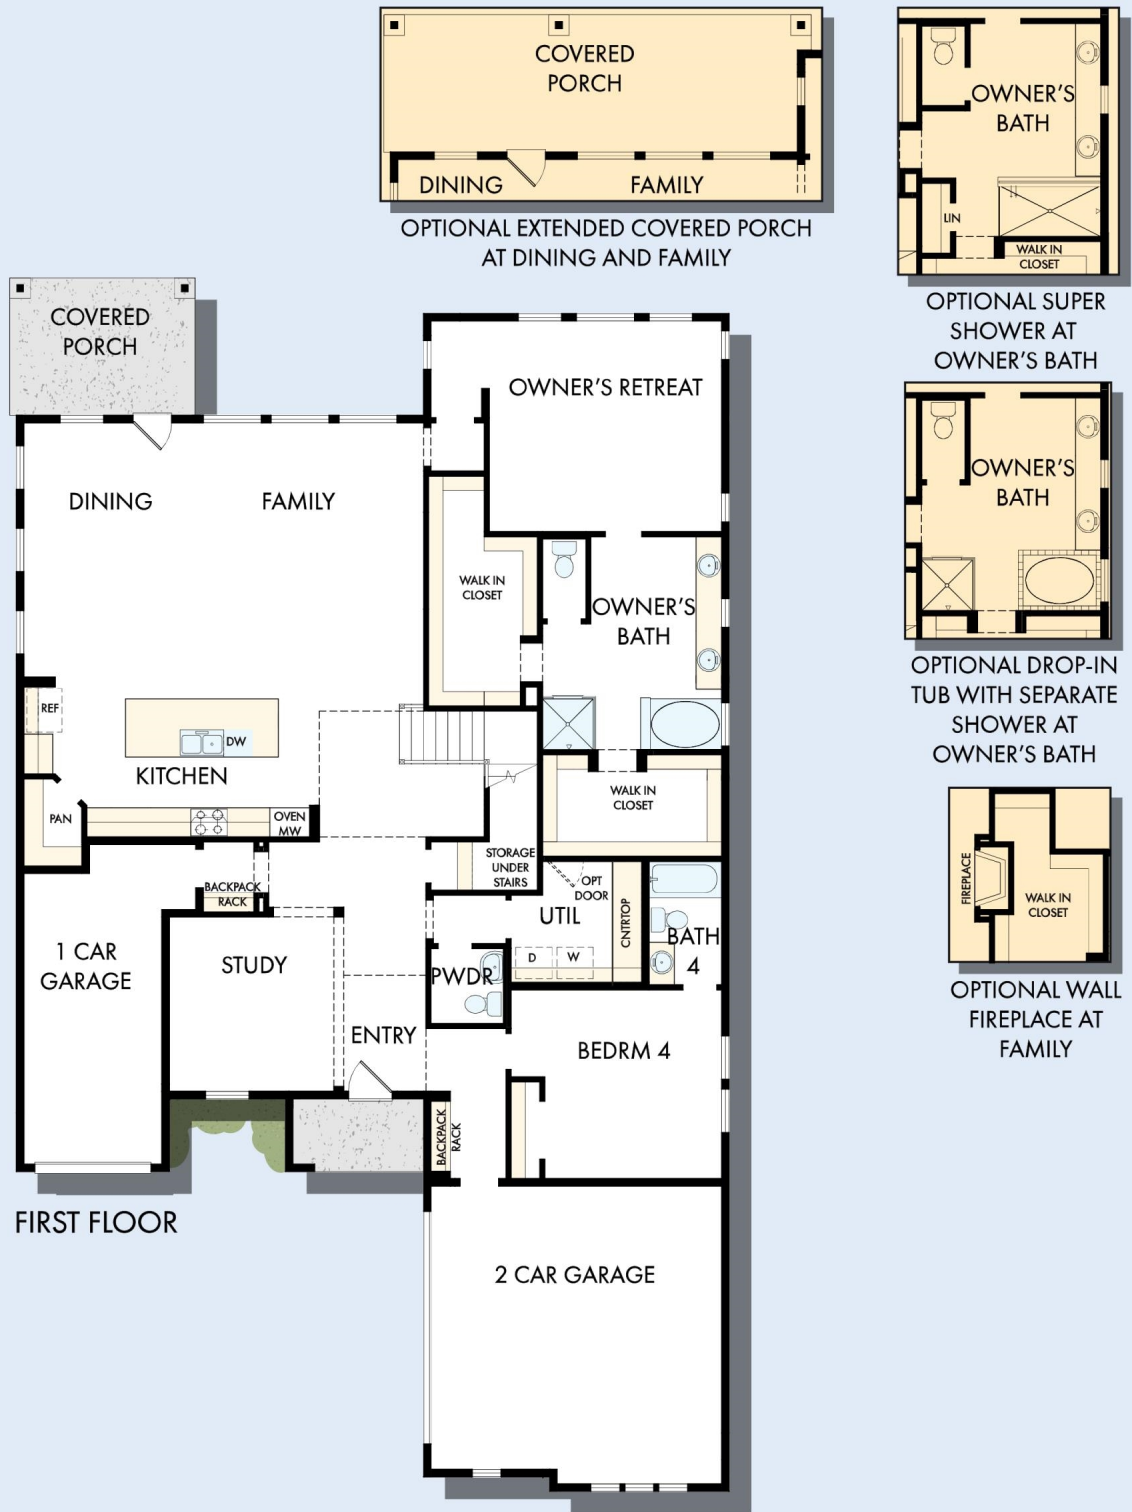 COVERED
PORCH
DINING
FAMILY
OPTIONAL EXTENDED COVERED PORCH
AT DINING AND FAMILY
OWNER'S
BATH
LIN
WALK IN
CLOSET
OPTIONAL SUPER
SHOWER AT
OWNER'S BATH
COVERED
PORCH
OWNER'S RETREAT
DINING
FAMILY
WALK IN
CLOSET
OWNER'S
BATH
OWNER'S
BATH
OPTIONAL DROP-IN
TUB WITH SEPARATE
SHOWER AT
OWNER'S BATH
REF
DW
KITCHEN
PAN
OVEN
MW
WALK IN
CLOSET
STORAGE
UNDER
STAIRS
BACKPACK
RACK
OPT
DOOR
UTIL
CNTRTOP
D
W
BATH
4
FIREPLACE
WALK IN
CLOSET
OPTIONAL WALL
FIREPLACE AT
FAMILY
1 CAR
GARAGE
STUDY
PWDR
ENTRY
BEDRM 4
BACKPACK
RACK
FIRST FLOOR
2 CAR GARAGE